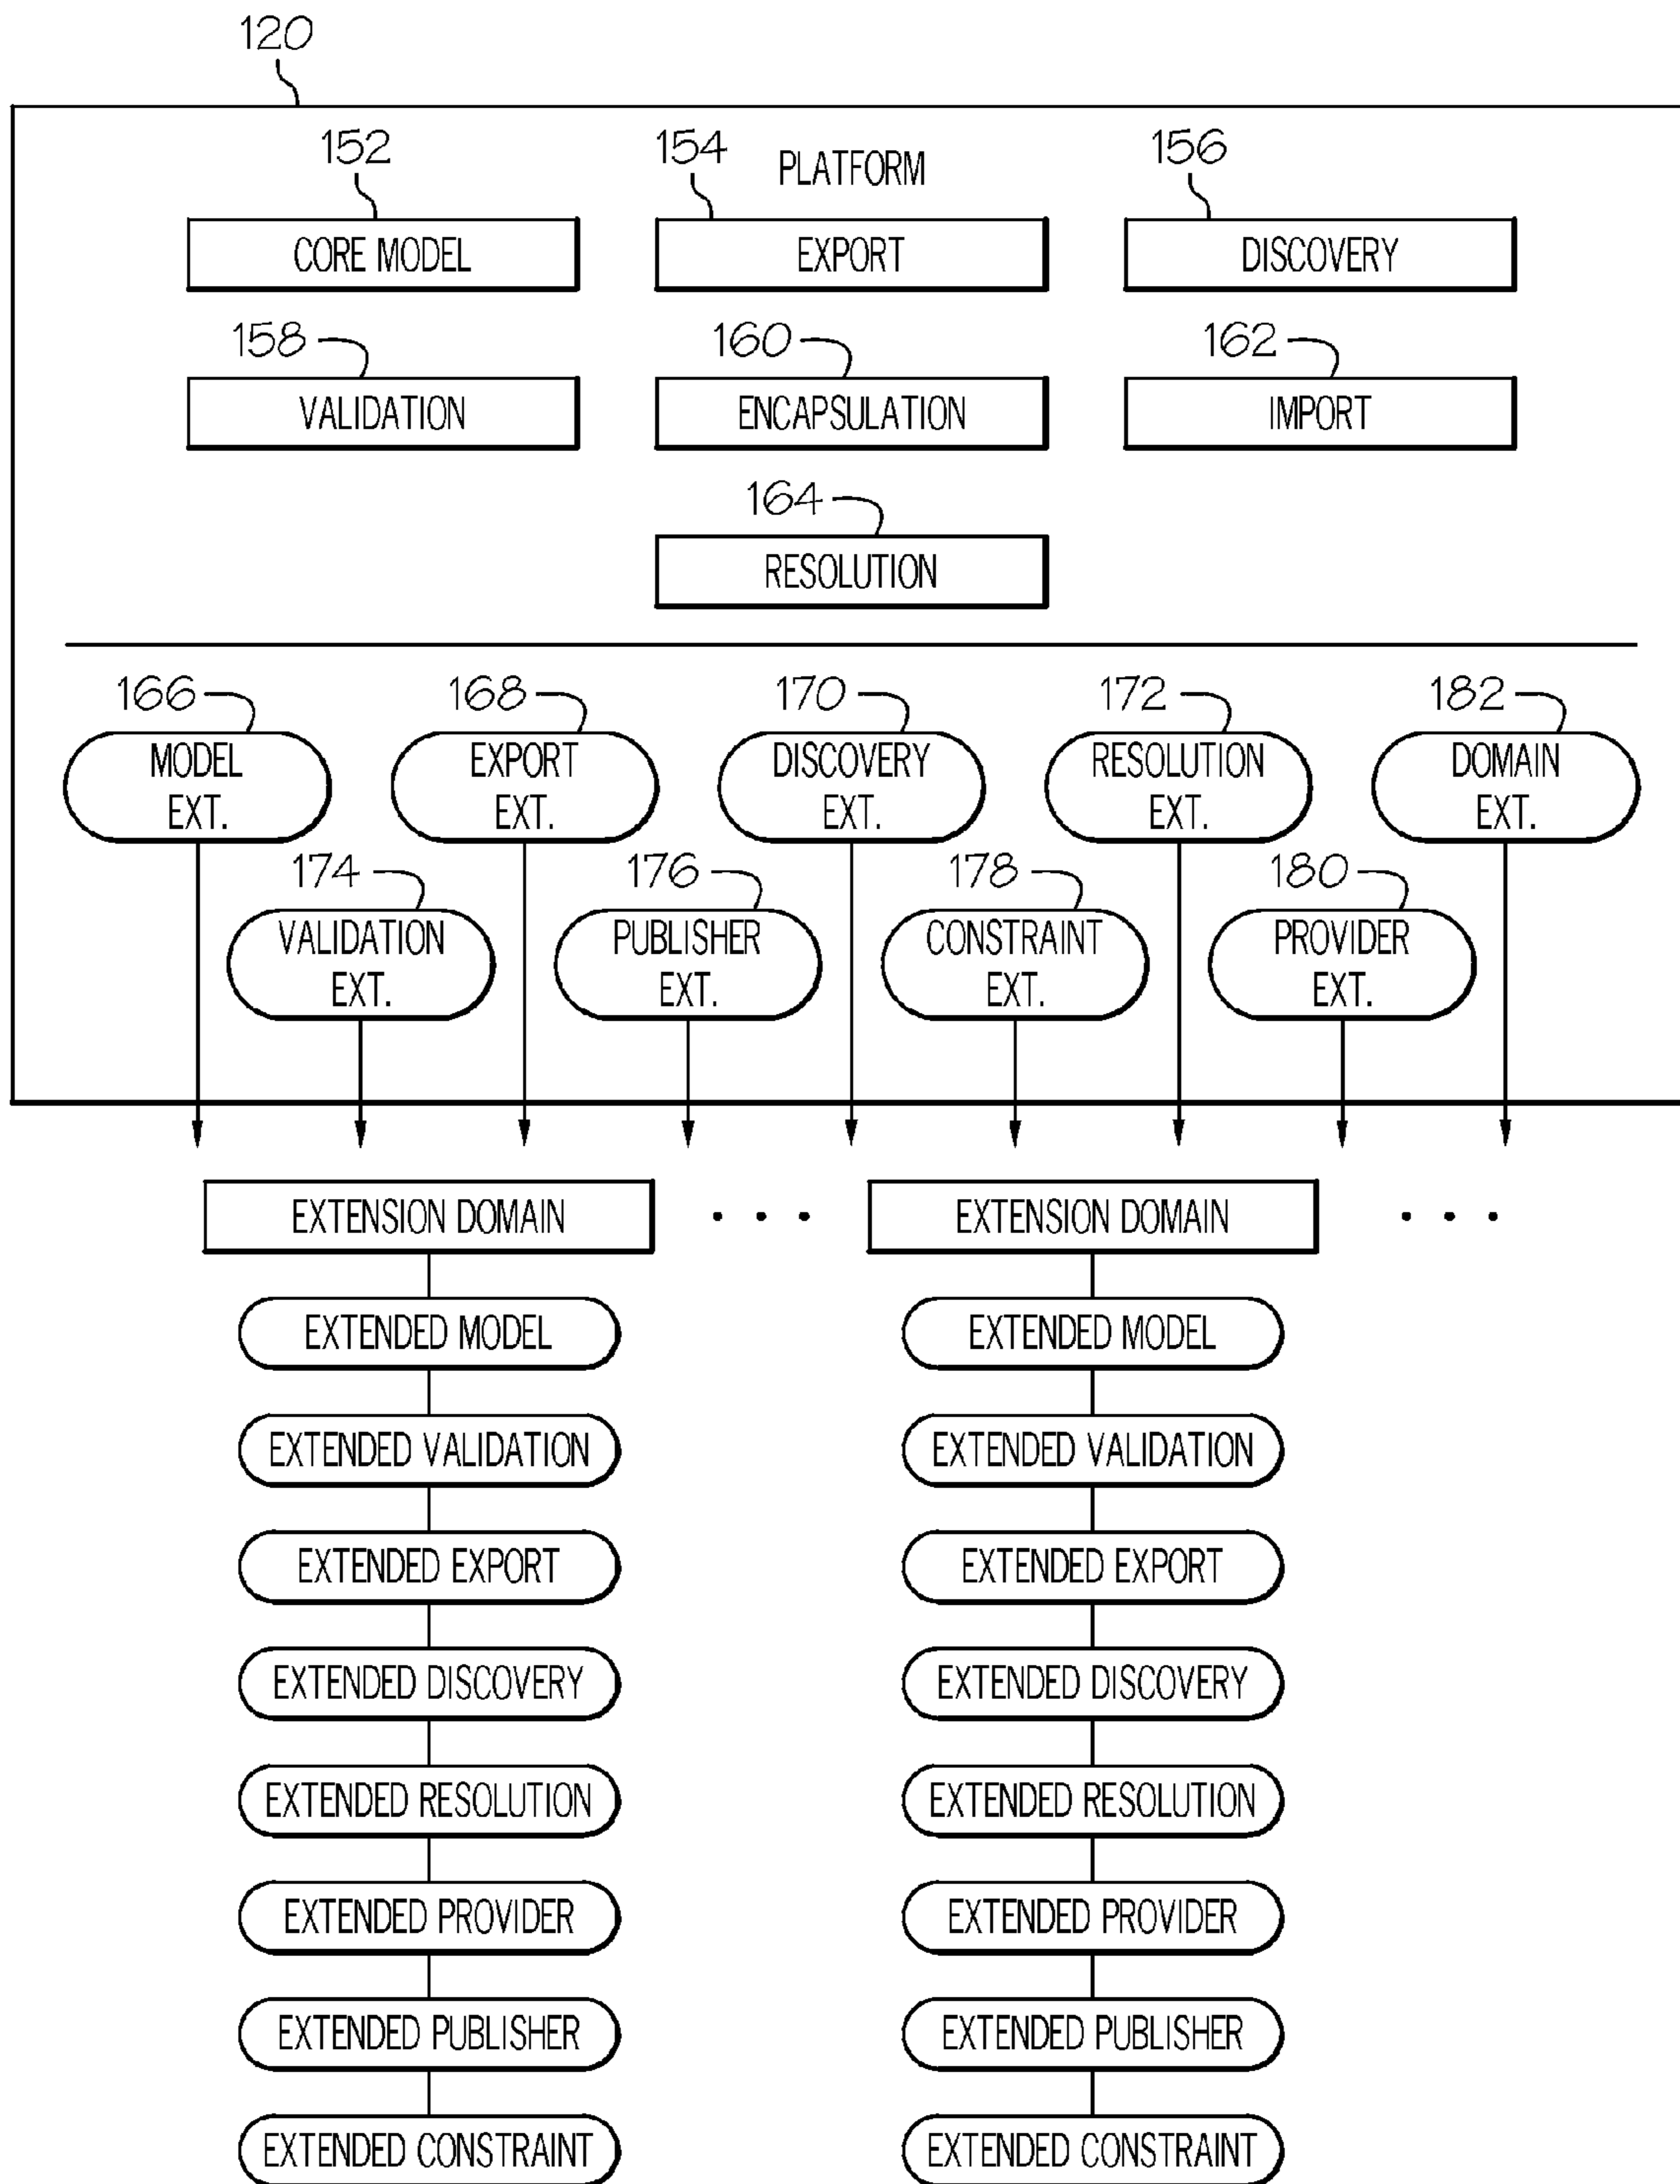 120
152
154
PLATFORM
156
CORE MODEL
EXPORT
DISCOVERY
158
160
162
VALIDATION
ENCAPSULATION
IMPORT
164
RESOLUTION
166
168
170
172
182
MODEL
EXT.
EXPORT
EXT.
DISCOVERY
EXT.
RESOLUTION
EXT.
DOMAIN
EXT.
174
176
178
180
VALIDATION
EXT.
PUBLISHER
EXT.
CONSTRAINT
EXT.
PROVIDER
EXT.
EXTENSION DOMAIN
• • •
EXTENSION DOMAIN
• • •
EXTENDED MODEL
EXTENDED MODEL
EXTENDED VALIDATION
EXTENDED VALIDATION
EXTENDED EXPORT
EXTENDED EXPORT
EXTENDED DISCOVERY
EXTENDED DISCOVERY
EXTENDED RESOLUTION
EXTENDED RESOLUTION
EXTENDED PROVIDER
EXTENDED PROVIDER
EXTENDED PUBLISHER
EXTENDED PUBLISHER
EXTENDED CONSTRAINT
EXTENDED CONSTRAINT